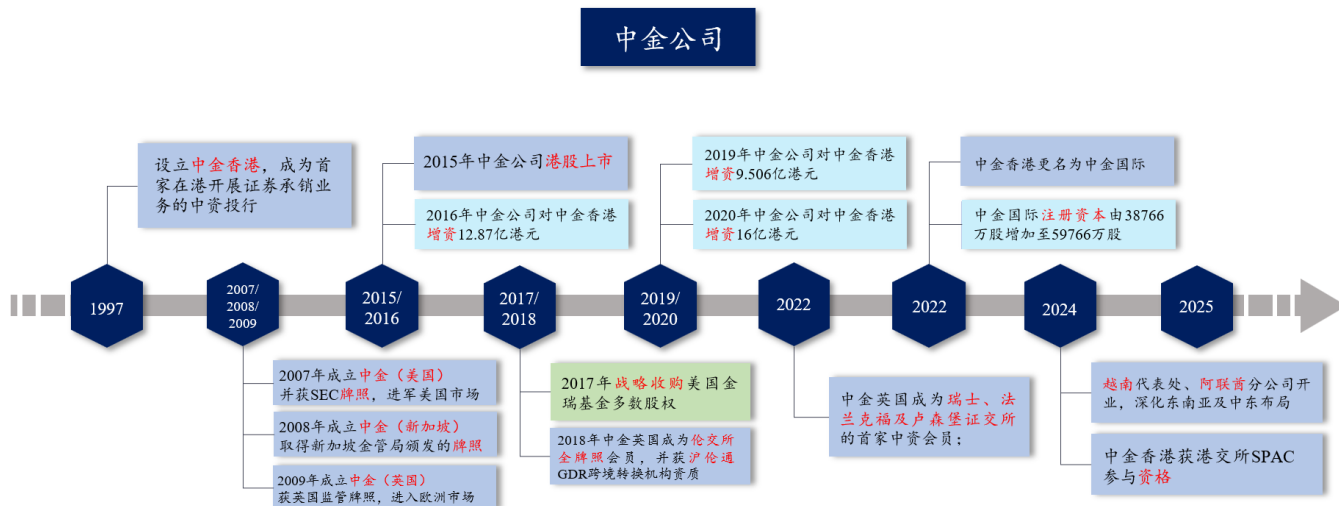 中金公司
设立中金香港，成为首
家在港开展证券承销业
务的中资投行
2015年中金公司港股上市
2016年中金公司对中金香港
增资12.87亿港元
2019年中金公司对中金香港
增资9.506亿港元
2020年中金公司对中金香港
增资16亿港元
中金香港更名为中金国际
中金国际注册资本由38766
万股增加至59766万股
1997
2007/
2008/
2009
2015/
2016
2017/
2018
2019/
2020
2022
2022
2024
2025
2007年成立中金（美国）
并获SEC牌照，进军美国市场
2008年成立中金（新加坡）
取得新加坡金管局颁发的牌照
2009年成立中金（英国）
获英国监管牌照，进入欧洲市场
2017年战略收购美国金
瑞基金多数股权
2018年中金英国成为伦交所
全牌照会员，并获沪伦通
GDR跨境转换机构资质
中金英国成为瑞士、法
兰克福及卢森堡证交所
的首家中资会员；
越南代表处、阿联酋分公司开
业，深化东南亚及中东布局
中金香港获港交所SPAC
参与资格